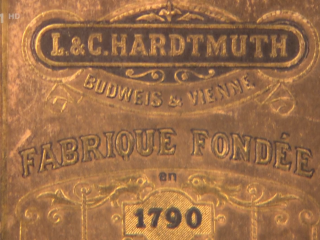 L. & C. HARDTMUTH
BUDWEIS & VIENNE
FABRIQUE FONDÉE
en
1790